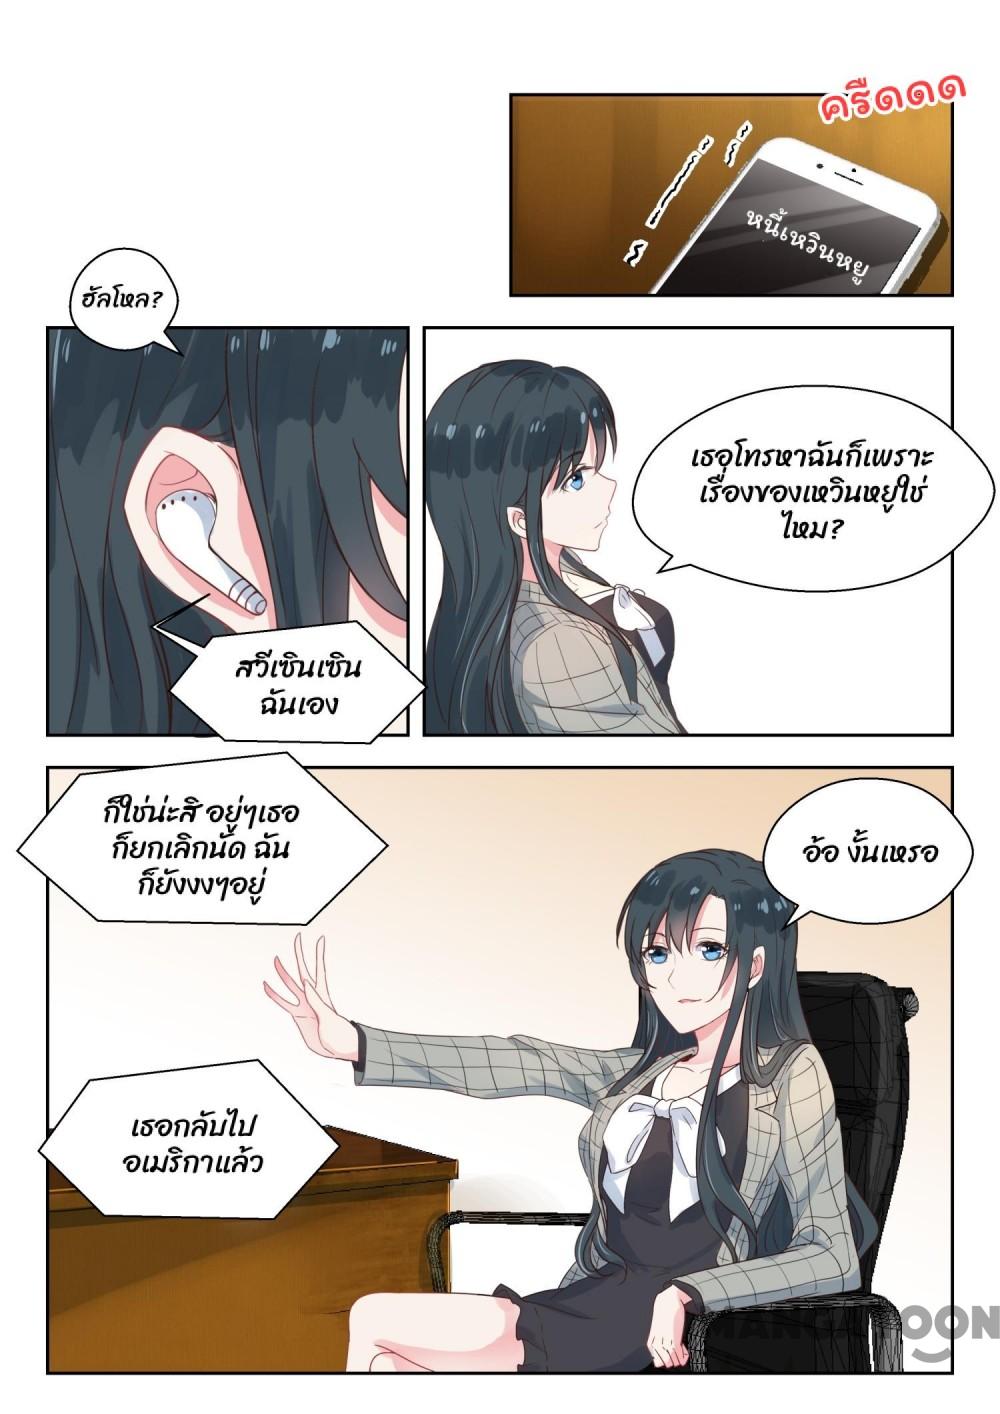 ครืดดด
หนี้เหวินหยู
ฮัลโหล?
สวีเซินเซิน
ฉันเอง
เธอโทรหาฉันก็เพราะ
เรื่องของเหวินหยูใช่
ไหม?
ก็ใช่น่ะสิ อยู่ๆเธอ
ก็ยกเลิกนัด ฉัน
ก็ยังงงๆอยู่
อ้อ งั้นเหรอ
เธอกลับไป
อเมริกาแล้ว
MANGATOON